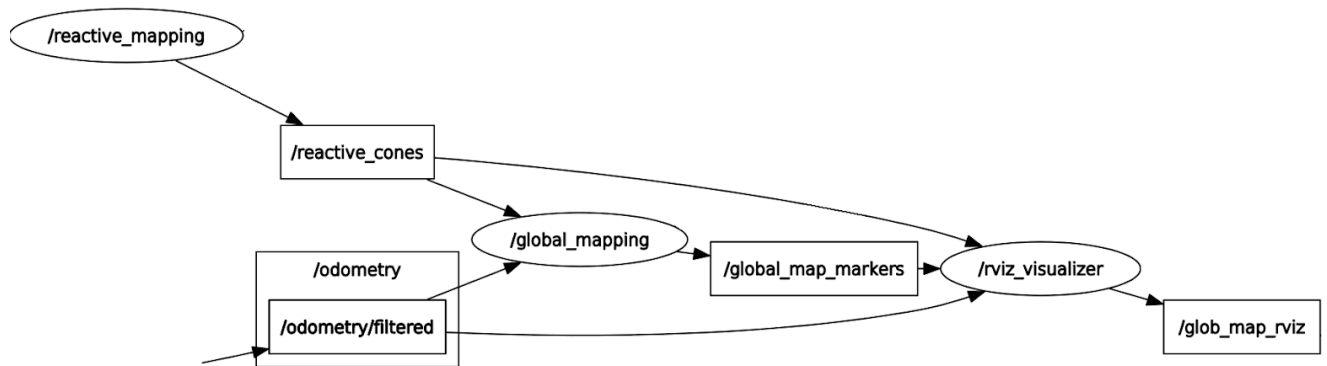 /reactive_mapping
/reactive_cones
/global_mapping
/odometry
/global_map_markers
/rviz_visualizer
/odometry/filtered
/glob_map_rviz